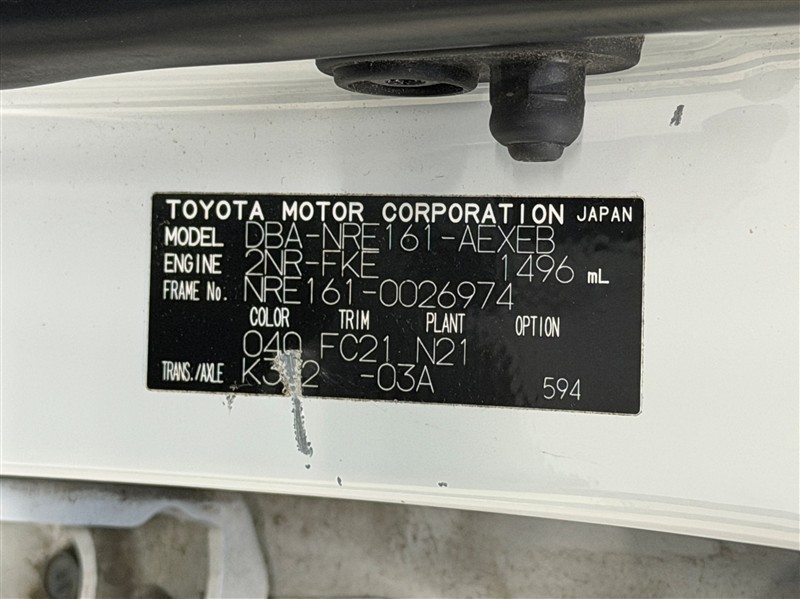 TOYOTA MOTOR CORPORATION JAPAN
MODEL DBA-NRE161-AEXEB
ENGINE 2NR-FKE 1496 mL
FRAME No. NRE161-0026974
COLOR TRIM PLANT OPTION
040 FC21 N21
TRANS./AXLE -03A 594